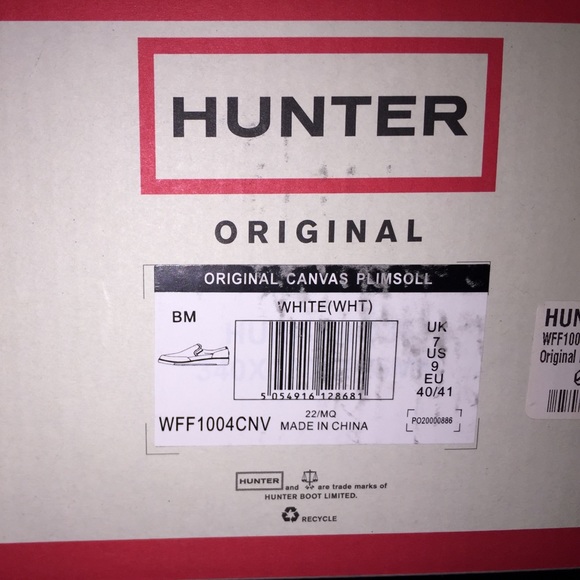 HUNTER
ORIGINAL
ORIGINAL CANVAS PLIMSOLL
BM
WHITE(WHT)
UK
7
US
9
EU
40/41
5 054916 128681
WFF1004CNV
22/MQ
MADE IN CHINA
PO20000886
HUN
WFF100
Original
HUNTER and are trade marks of
HUNTER BOOT LIMITED.
RECYCLE